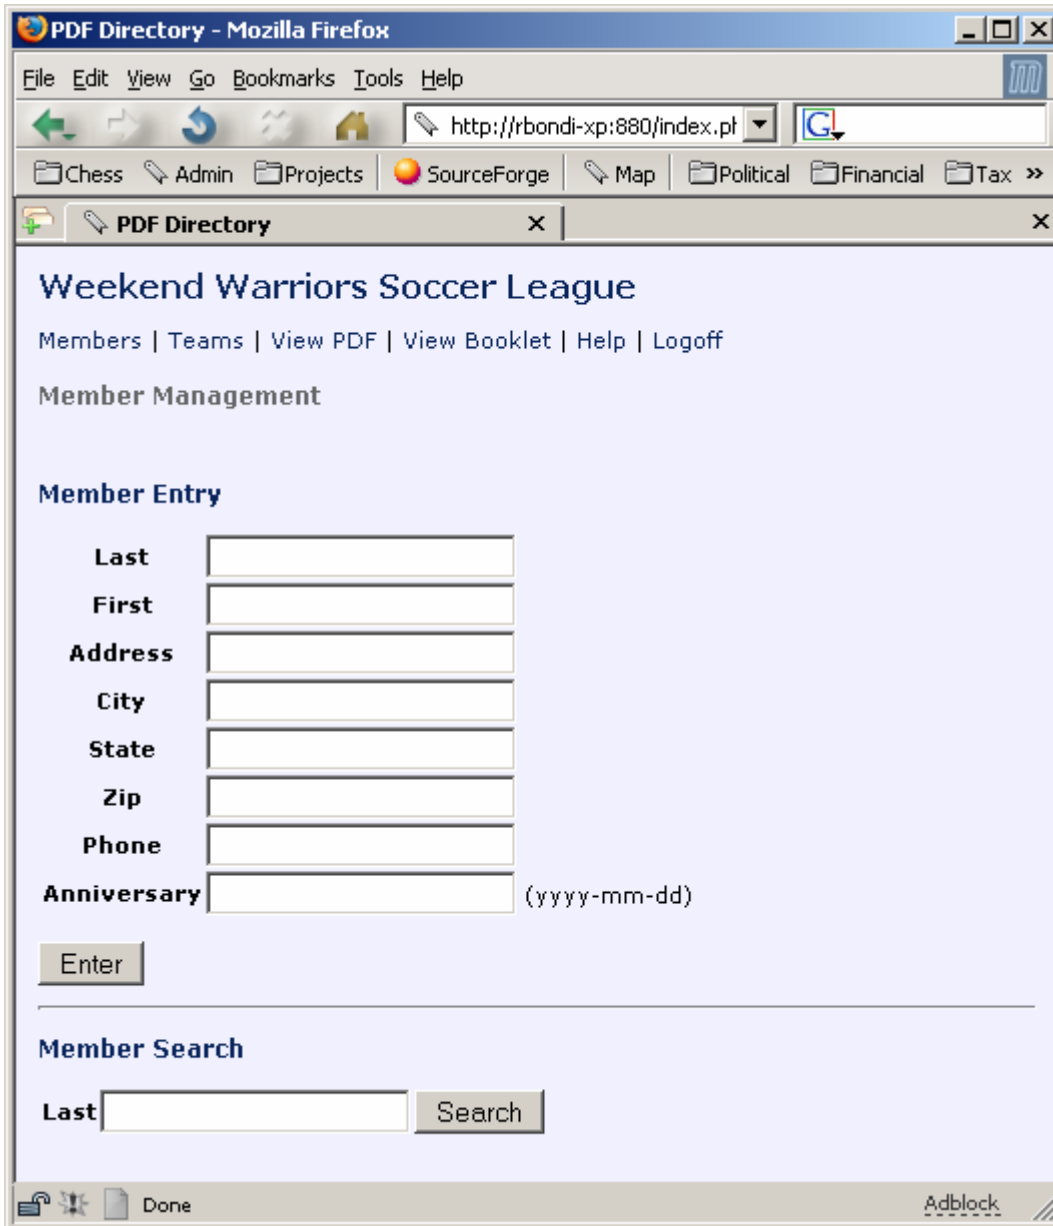 PDF Directory - Mozilla Firefox
File Edit View Go Bookmarks Tools Help
http://rbondi-xp:880/index.ph G
Chess Admin Projects SourceForge Map Political Financial Tax »
PDF Directory
Weekend Warriors Soccer League
Members | Teams | View PDF | View Booklet | Help | Logoff
Member Management
Member Entry
Last
First
Address
City
State
Zip
Phone
Anniversary (yyyy-mm-dd)
Enter
Member Search
Last Search
Done Adblock